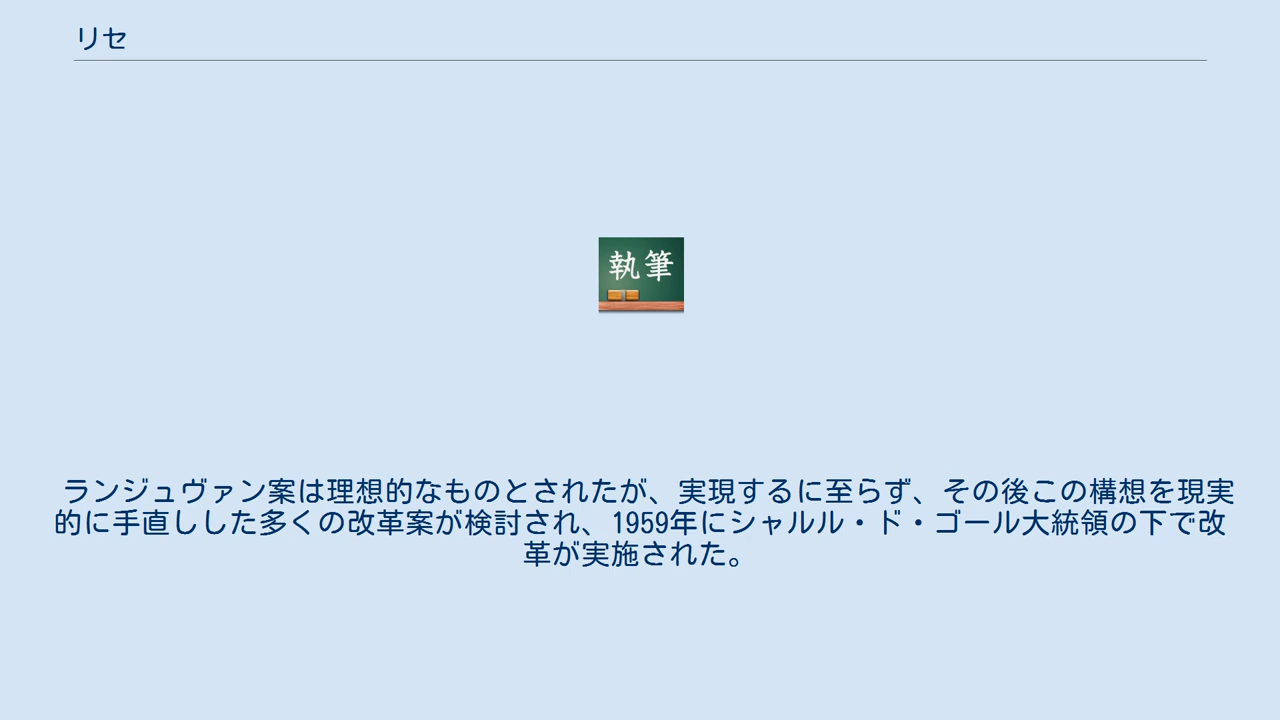 リセ
執筆
ランジュヴァン案は理想的なものとされたが、実現するに至らず、その後この構想を現実
的に手直しした多くの改革案が検討され、1959年にシャルル・ド・ゴール大統領の下で改
革が実施された。